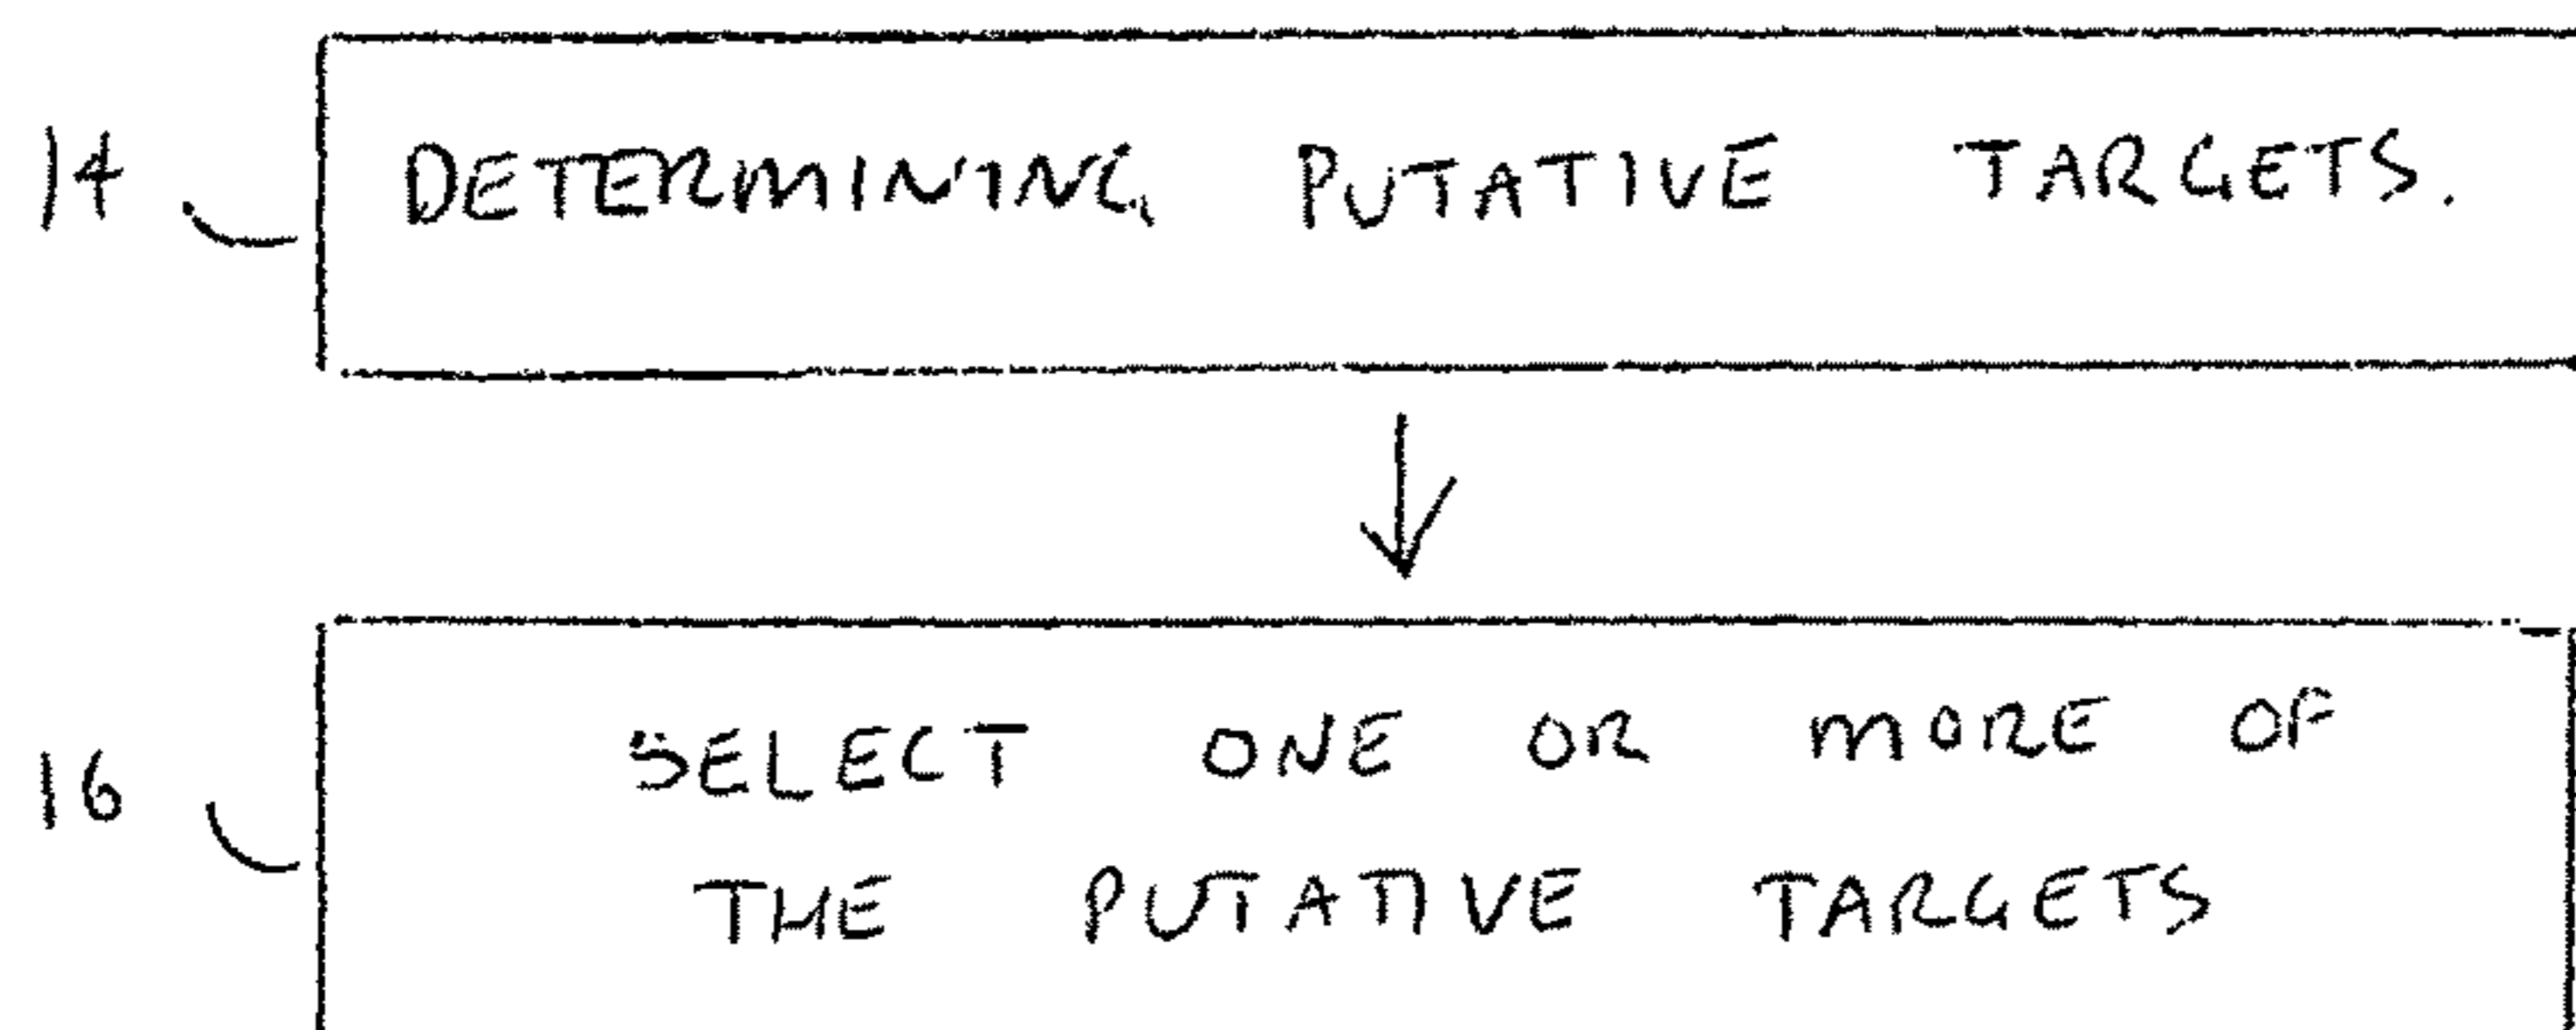 14 DETERMINING PUTATIVE TARGETS.
SELECT ONE OR MORE OF
16
THE PUTATIVE TARGETS